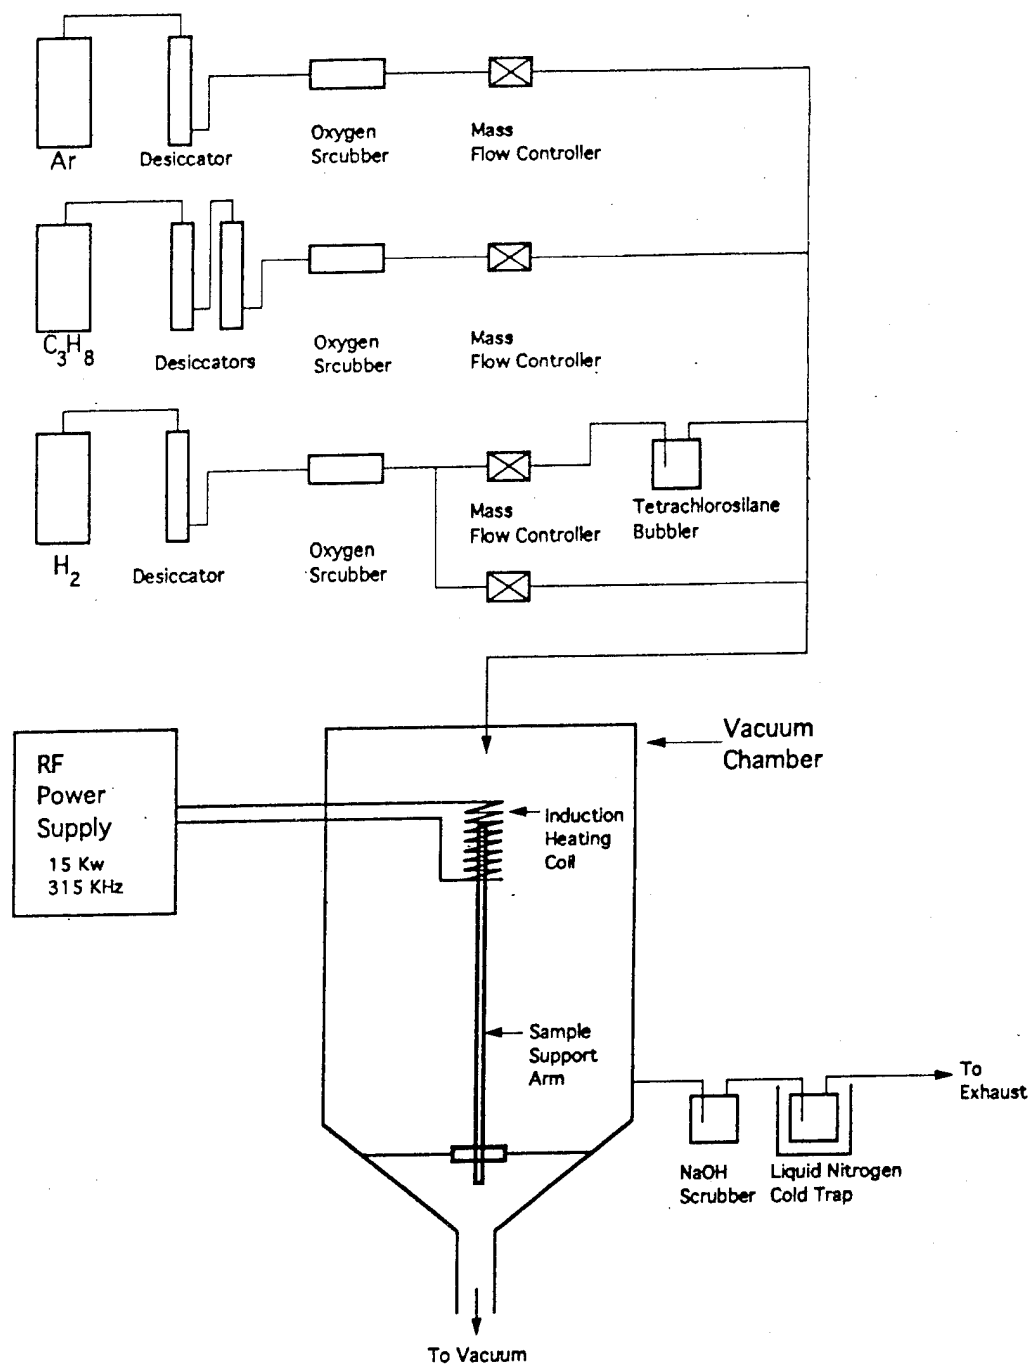 Ar
Desiccator
Oxygen
Srcubber
Mass
Flow Controller
C3H8
Desiccators
Oxygen
Srcubber
Mass
Flow Controller
H2
Desiccator
Oxygen
Srcubber
Mass
Flow Controller
Tetrachlorosilane
Bubbler
RF
Power
Supply
15 Kw
315 KHz
Vacuum
Chamber
Induction
Heating
Coil
Sample
Support
Arm
To
Exhaust
NaOH
Scrubber
Liquid Nitrogen
Cold Trap
To Vacuum